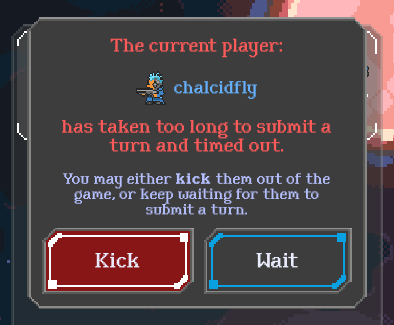 The current player:
chalcidfly
has taken too long to submit a
turn and timed out.
You may either kick them out of the
game, or keep waiting for them to
submit a turn.
Kick
Wait